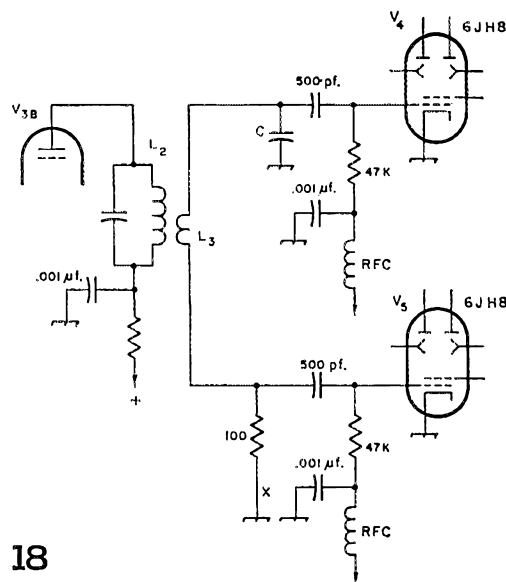 V4
6JH8
500 pf.
V3B
L2
C
47K
.001 µf.
L3
RFC
.001 µf.
V5
6JH8
500 pf.
+
100
47K
.001 µf.
X
RFC
18